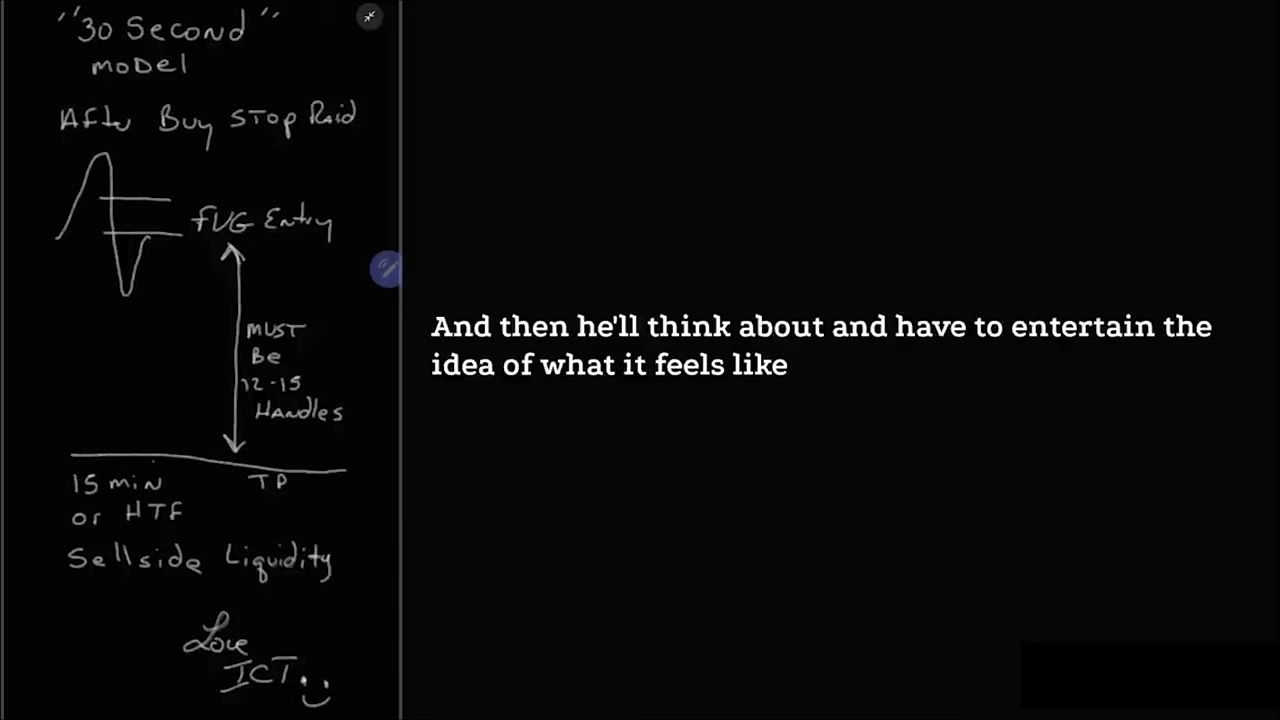 "30 Second"
moDel
After Buy STop Raid
FVG Entry
MUST
Be
12-15
HANDles
15 miN
or HTF
TP
Sellside Liquidity
Love
ICT
And then he'll think about and have to entertain the
idea of what it feels like